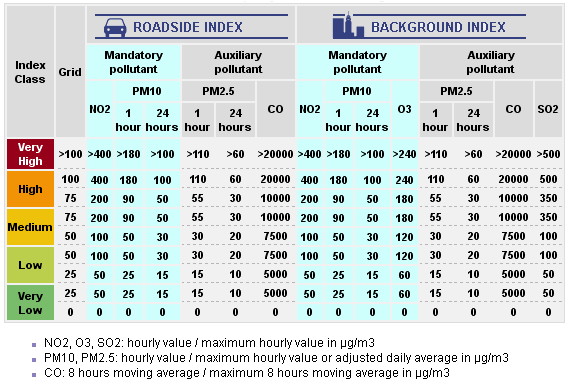 ROADSIDE INDEX BACKGROUND INDEX
Index Class Grid Mandatory pollutant Auxiliary pollutant Mandatory pollutant Auxiliary pollutant
NO2 PM10 PM2.5 CO NO2 PM10 O3 PM2.5 CO SO2
1 hour 24 hours 1 hour 24 hours 1 hour 24 hours 1 hour 24 hours
Very High >100 >400 >180 >100 >110 >60 >20000 >400 >180 >100 >240 >110 >60 >20000 >500
High 100 400 180 100 110 60 20000 400 180 100 240 110 60 20000 500
75 200 90 50 55 30 10000 200 90 50 180 55 30 10000 350
Medium 75 200 90 50 55 30 10000 200 90 50 180 55 30 10000 350
50 100 50 30 30 20 7500 100 50 30 120 30 20 7500 100
Low 50 100 50 30 30 20 7500 100 50 30 120 30 20 7500 100
25 50 25 15 15 10 5000 50 25 15 60 15 10 5000 50
Very Low 25 50 25 15 15 10 5000 50 25 15 60 15 10 5000 50
0 0 0 0 0 0 0 0 0 0 0 0 0 0 0
NO2, O3, SO2: hourly value / maximum hourly value in µg/m3
PM10, PM2.5: hourly value / maximum hourly value or adjusted daily average in µg/m3
CO: 8 hours moving average / maximum 8 hours moving average in µg/m3